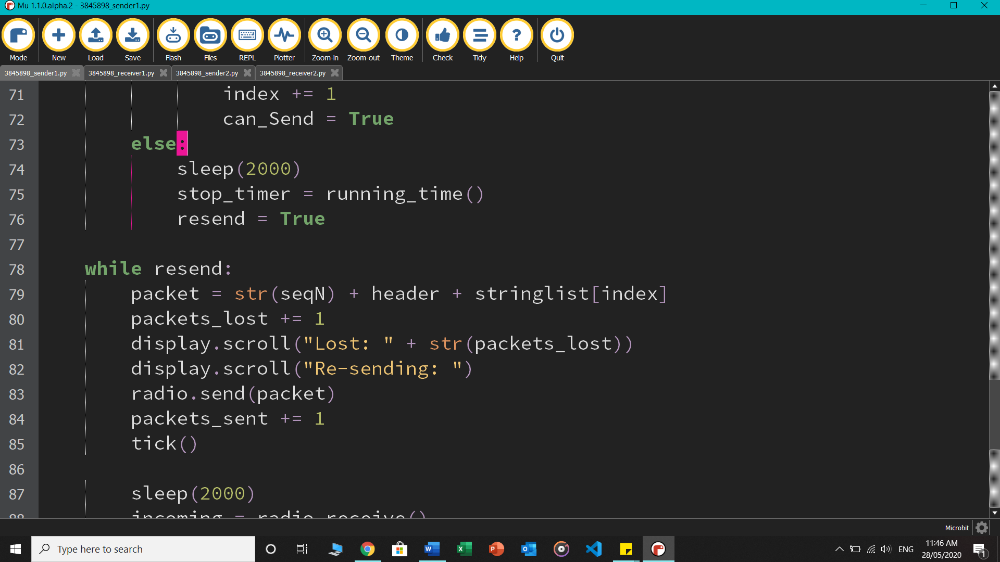 Mu 1.1.0.alpha.2 - 3845898_sender1.py
Mode New Load Save Flash Files REPL Plotter Zoom-in Zoom-out Theme Check Tidy Help Quit
3845898_sender1.py 3845898_receiver1.py 3845898_sender2.py 3845898_receiver2.py
71 index += 1
72 can_Send = True
73 else:
74 sleep(2000)
75 stop_timer = running_time()
76 resend = True
77
78 while resend:
79 packet = str(seqN) + header + stringlist[index]
80 packets_lost += 1
81 display.scroll("Lost: " + str(packets_lost))
82 display.scroll("Re-sending: ")
83 radio.send(packet)
84 packets_sent += 1
85 tick()
86
87 sleep(2000)
88 incoming = radio.receive()
Microbit
Type here to search
ENG
11:46 AM
28/05/2020
1